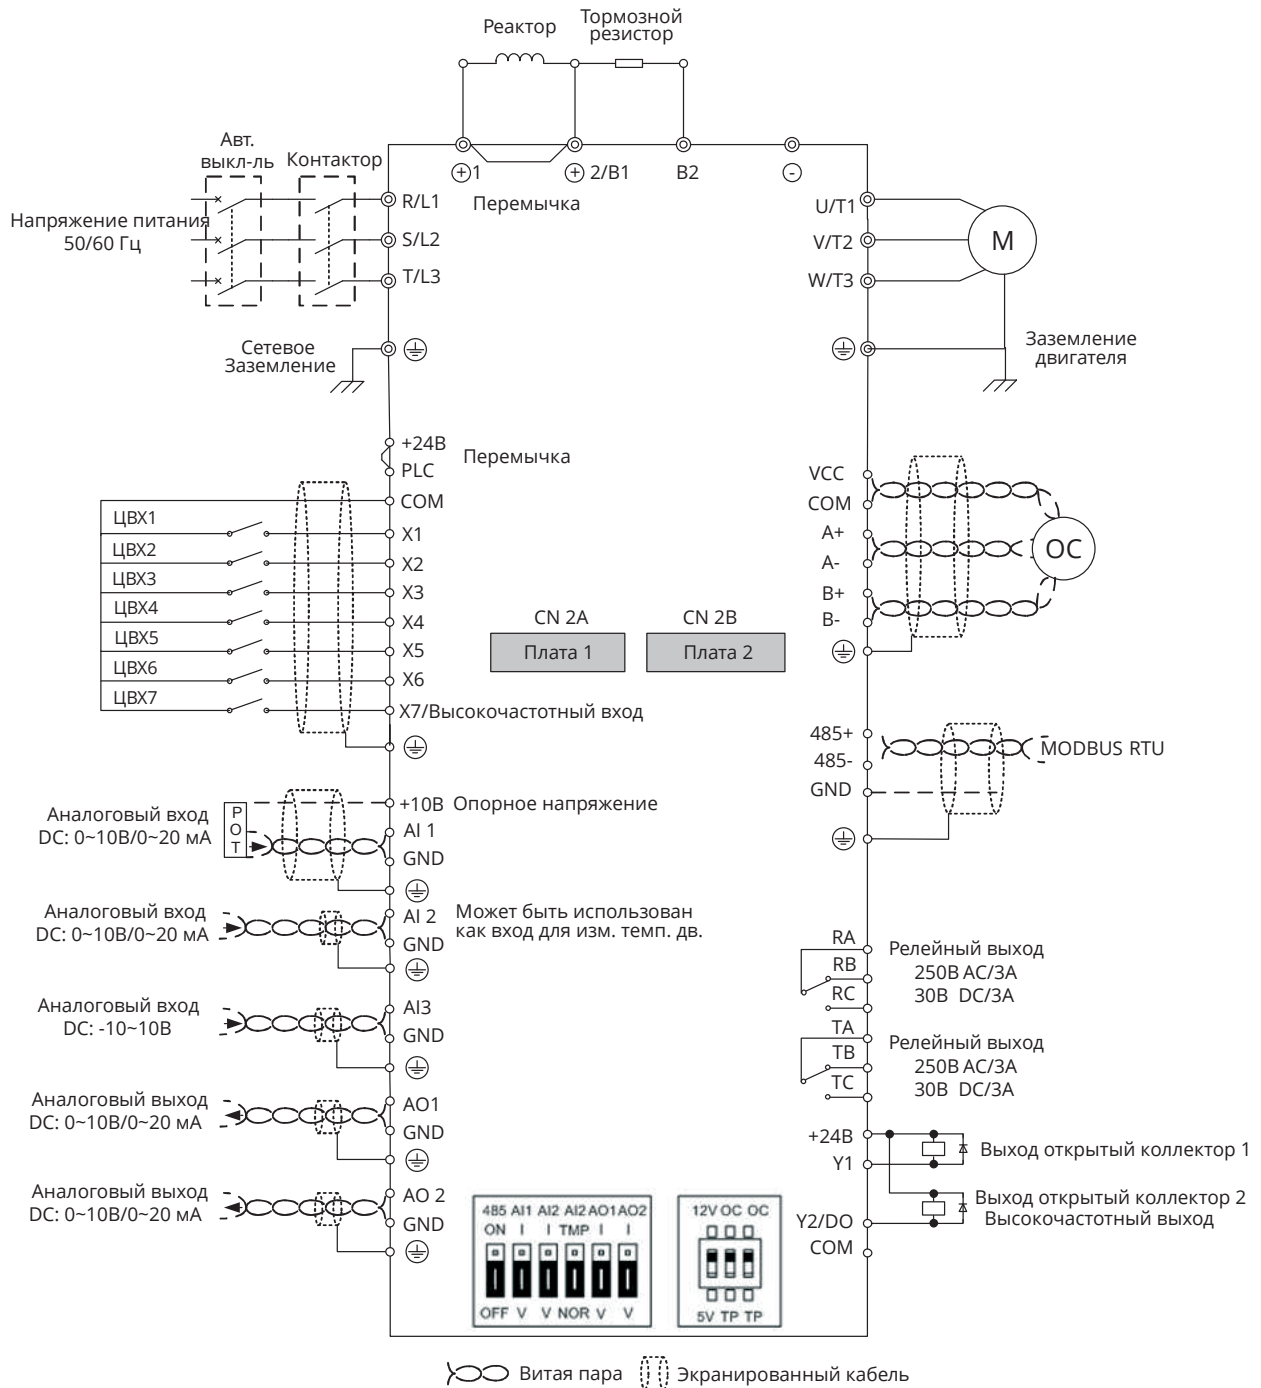 Реактор
Тормозной
резистор
Авт.
выкл-ль
Контактор
+1
+ 2/B1
B2
-
Перемычка
Напряжение питания
50/60 Гц
R/L1
S/L2
T/L3
U/T1
V/T2
W/T3
M
Сетевое
Заземление
Заземление
двигателя
+24В
PLC
Перемычка
COM
ЦВХ1
X1
ЦВХ2
X2
ЦВХ3
X3
ЦВХ4
X4
ЦВХ5
X5
ЦВХ6
X6
ЦВХ7
X7/Высокочастотный вход
VCC
COM
A+
A-
B+
B-
ОС
CN 2A
Плата 1
CN 2B
Плата 2
485+
485-
GND
MODBUS RTU
Аналоговый вход
DC: 0~10В/0~20 мА
P
O
T
+10В Опорное напряжение
AI 1
GND
Аналоговый вход
DC: 0~10В/0~20 мА
AI 2
GND
Может быть использован
как вход для изм. темп. дв.
Аналоговый вход
DC: -10~10В
AI3
GND
Аналоговый выход
DC: 0~10В/0~20 мА
AO1
GND
Аналоговый выход
DC: 0~10В/0~20 мА
AO 2
GND
RA
RB
RC
Релейный выход
250В AC/3А
30В DC/3А
TA
TB
TC
Релейный выход
250В AC/3А
30В DC/3А
+24В
Y1
Выход открытый коллектор 1
Y2/DO
COM
Выход открытый коллектор 2
Высокочастотный выход
485 AI1 AI2 AI2 AO1 AO2
ON I I TMP I I
OFF V V NOR V V
12V OC OC
5V TP TP
Витая пара
Экранированный кабель